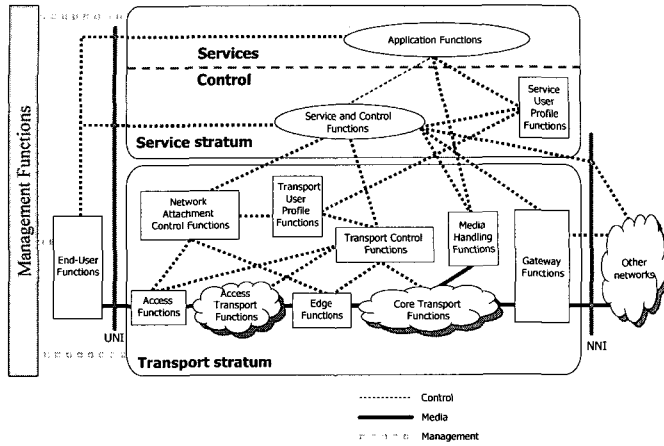 Management Functions
Application Functions
Services
Control
Service
User
Profile
Functions
Service and Control
Functions
Service stratum
Network
Attachment
Control Functions
Transport
User
Profile
Functions
Transport Control
Functions
Media
Handling
Functions
Gateway
Functions
End-User
Functions
Other
networks
Access
Functions
Access
Transport
Functions
Edge
Functions
Core Transport
Functions
UNI
NNI
Transport stratum
Control
Media
Management